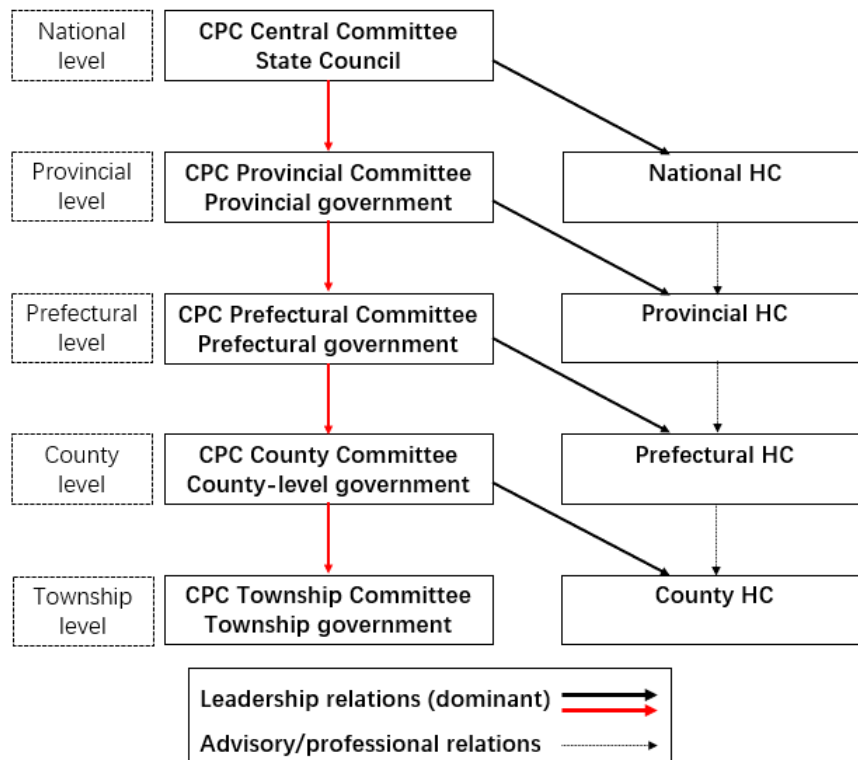 National
level
CPC Central Committee
State Council
Provincial
level
CPC Provincial Committee
Provincial government
National HC
Prefectural
level
CPC Prefectural Committee
Prefectural government
Provincial HC
County
level
CPC County Committee
County-level government
Prefectural HC
Township
level
CPC Township Committee
Township government
County HC
Leadership relations (dominant)
Advisory/professional relations